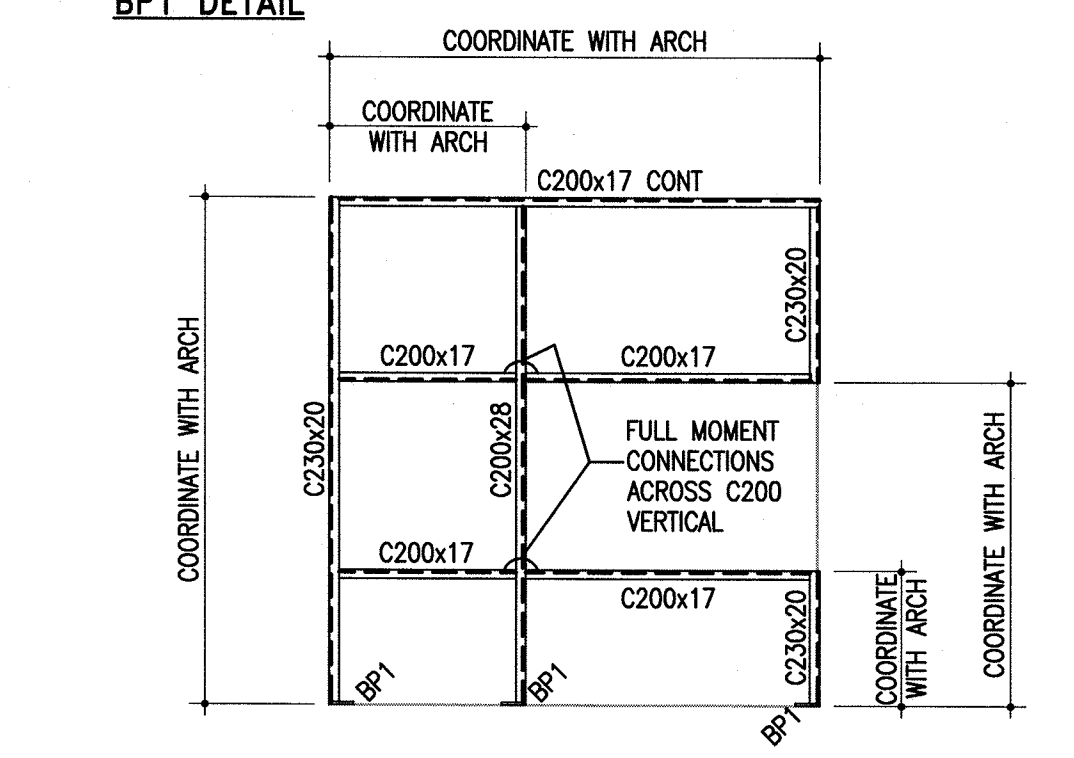 BP1 DETAIL
COORDINATE WITH ARCH
COORDINATE
WITH ARCH
C200x17 CONT
C230x20
C200x17
C200x17
COORDINATE WITH ARCH
C230x20
C200x28
FULL MOMENT
CONNECTIONS
ACROSS C200
VERTICAL
COORDINATE WITH ARCH
C200x17
C200x17
C230x20
COORDINATE
WITH ARCH
BP1
BP1
BP1